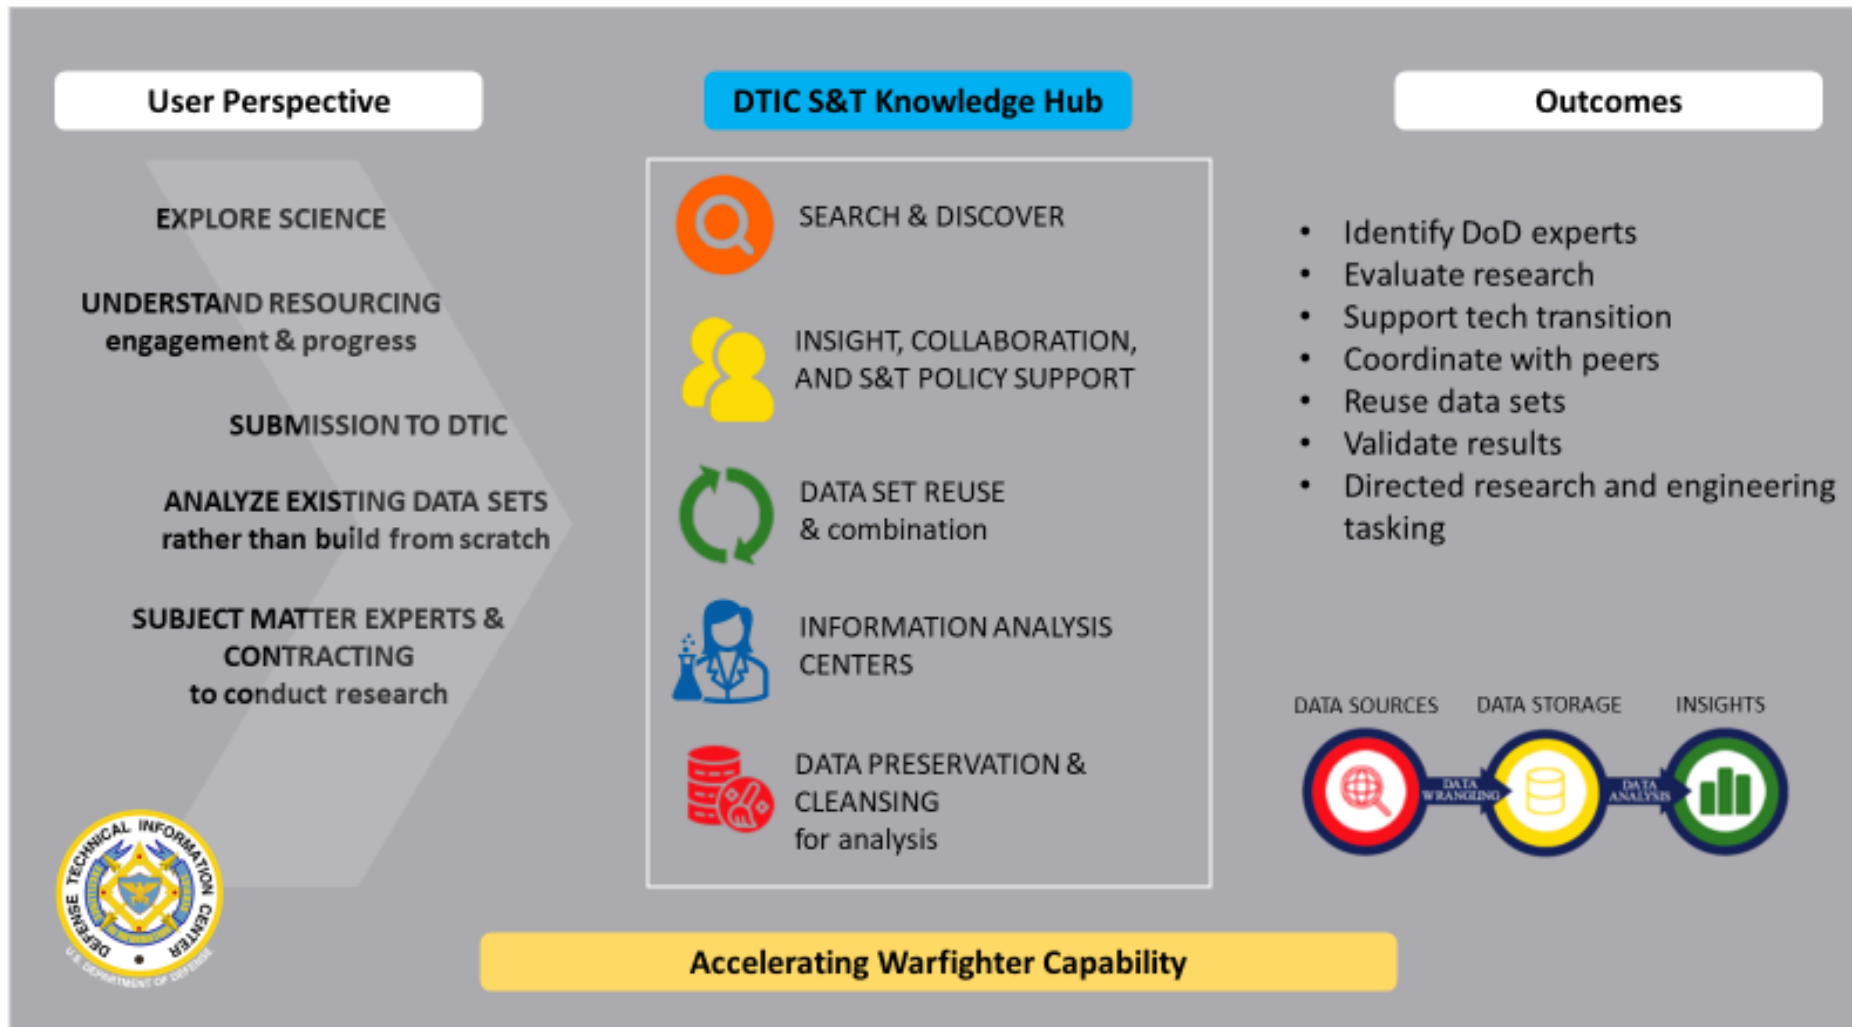 User Perspective
DTIC S&T Knowledge Hub
Outcomes
EXPLORE SCIENCE
UNDERSTAND RESOURCING
engagement & progress
SUBMISSION TO DTIC
ANALYZE EXISTING DATA SETS
rather than build from scratch
SUBJECT MATTER EXPERTS &
CONTRACTING
to conduct research
SEARCH & DISCOVER
INSIGHT, COLLABORATION,
AND S&T POLICY SUPPORT
DATA SET REUSE
& combination
INFORMATION ANALYSIS
CENTERS
DATA PRESERVATION &
CLEANSING
for analysis
• Identify DoD experts
• Evaluate research
• Support tech transition
• Coordinate with peers
• Reuse data sets
• Validate results
• Directed research and engineering
tasking
DATA SOURCES
DATA STORAGE
INSIGHTS
DATA
WRANGLING
DATA
ANALYSIS
DEFENSE TECHNICAL INFORMATION CENTER
U.S. DEPARTMENT OF DEFENSE
Accelerating Warfighter Capability